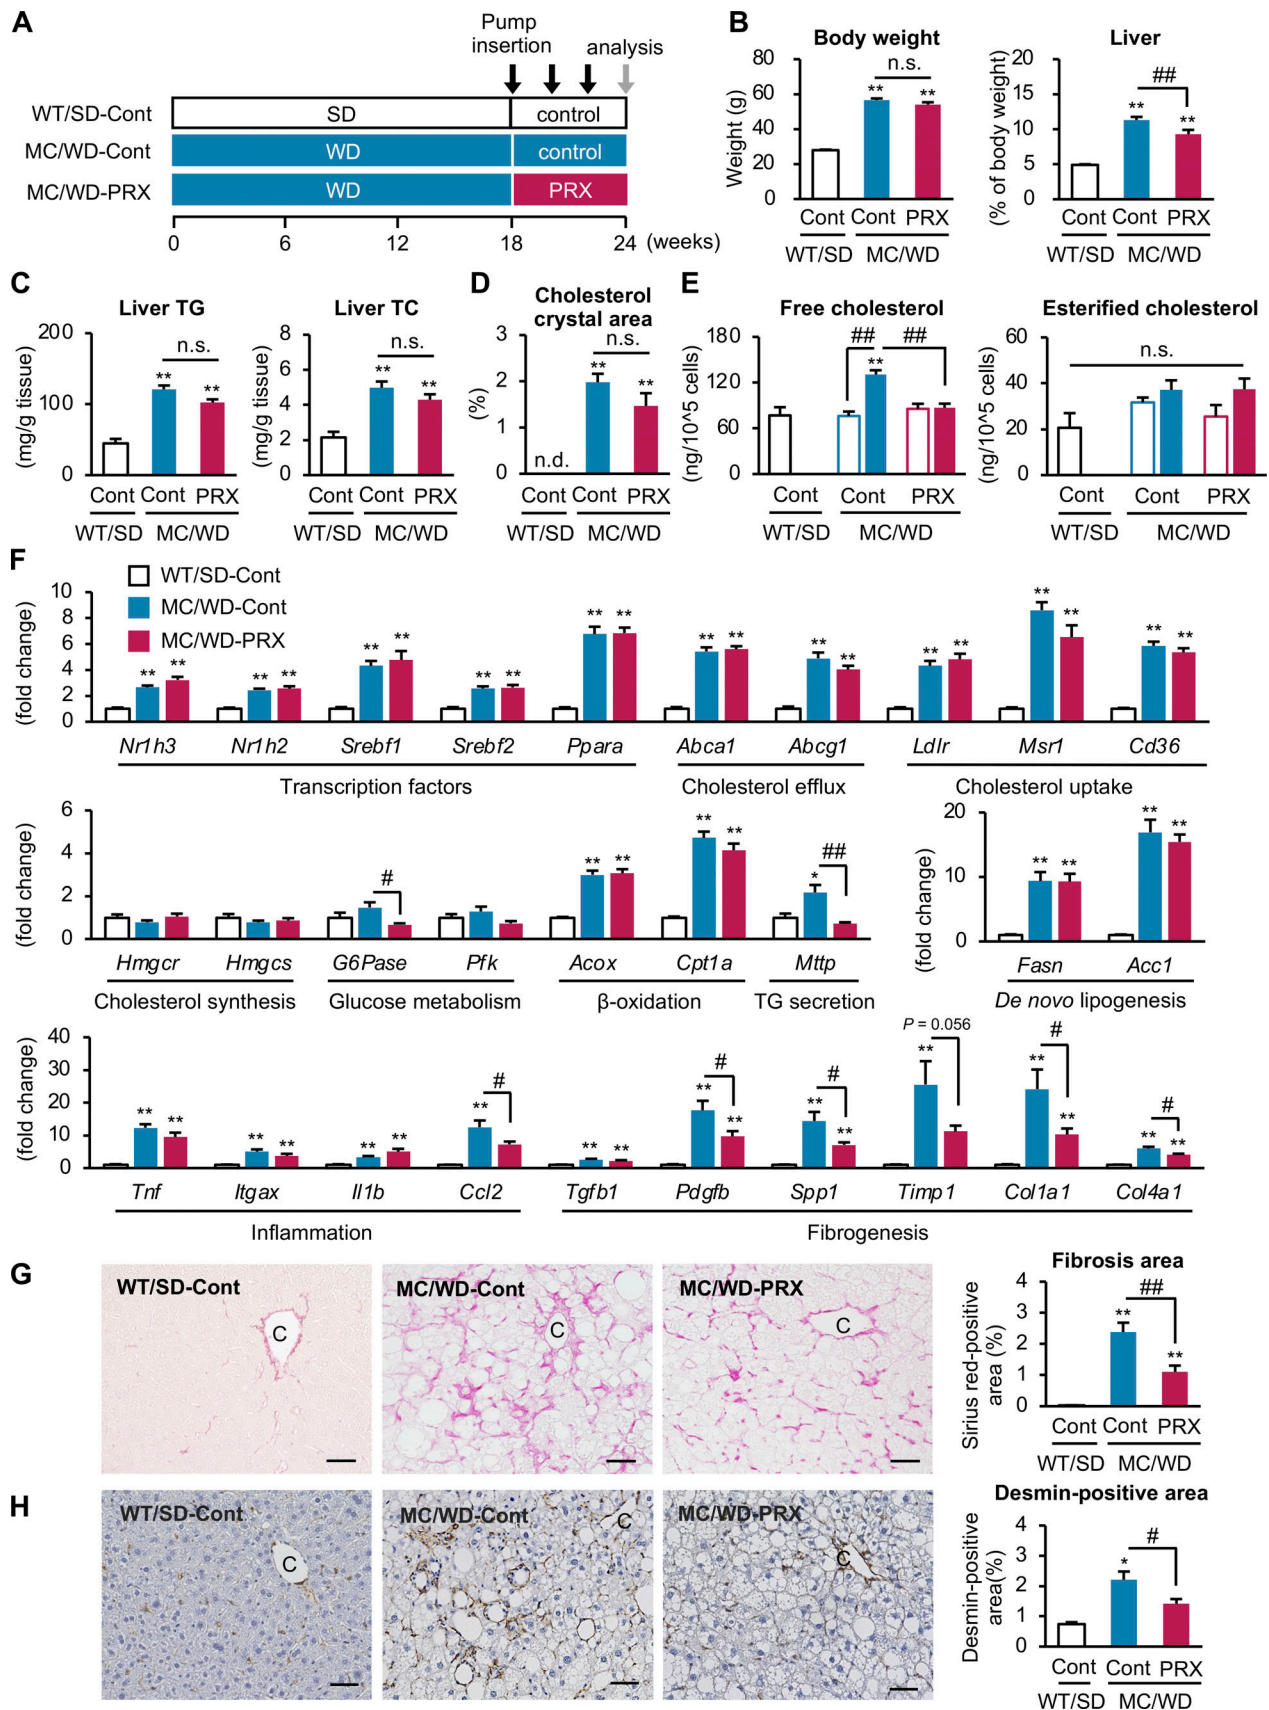 A
Pump
insertion
analysis
WT/SD-Cont
SD
control
MC/WD-Cont
WD
control
MC/WD-PRX
WD
PRX
0 6 12 18 24 (weeks)
B
Body weight
Weight (g)
80
60
40
20
0
n.s.
** **
Cont Cont PRX
WT/SD MC/WD
Liver
(% of body weight)
20
15
10
5
0
##
** **
Cont Cont PRX
WT/SD MC/WD
C
Liver TG
(mg/g tissue)
200
100
0
n.s.
** **
Cont Cont PRX
WT/SD MC/WD
Liver TC
(mg/g tissue)
8
6
4
2
0
n.s.
** **
Cont Cont PRX
WT/SD MC/WD
D
Cholesterol
crystal area
(%)
3
2
1
0
n.s.
** **
n.d.
Cont Cont PRX
WT/SD MC/WD
E
Free cholesterol
(ng/10^5 cells)
180
120
60
0
## ##
**
Cont Cont PRX
WT/SD MC/WD
Esterified cholesterol
(ng/10^5 cells)
60
40
20
0
n.s.
Cont Cont PRX
WT/SD MC/WD
F
WT/SD-Cont
MC/WD-Cont
MC/WD-PRX
(fold change)
10
8
6
4
2
0
** ** ** ** ** ** ** ** ** ** ** ** ** ** ** ** ** ** ** **
Nr1h3 Nr1h2 Srebf1 Srebf2 Ppara Abca1 Abcg1 Ldlr Msr1 Cd36
Transcription factors Cholesterol efflux Cholesterol uptake
(fold change)
6
4
2
0
# ** ** ** ** * ##
Hmgcr Hmgcs G6Pase Pfk Acox Cpt1a Mttp
Cholesterol synthesis Glucose metabolism β-oxidation TG secretion
(fold change)
20
10
0
** ** ** **
Fasn Acc1
De novo lipogenesis
(fold change)
40
30
20
10
0
** ** ** ** ** ** ** # ** ** ** # ** ** # ** P = 0.056 ** # ** ** # ** **
Tnf Itgax Il1b Ccl2 Tgfb1 Pdgfb Spp1 Timp1 Col1a1 Col4a1
Inflammation Fibrogenesis
G
WT/SD-Cont
C
MC/WD-Cont
C
MC/WD-PRX
C
Fibrosis area
Sirius red-positive
area (%)
4
3
2
1
0
##
** **
Cont Cont PRX
WT/SD MC/WD
H
WT/SD-Cont
C
MC/WD-Cont
C
MC/WD-PRX
C
Desmin-positive area
Desmin-positive
area(%)
4
3
2
1
0
#
*
Cont Cont PRX
WT/SD MC/WD